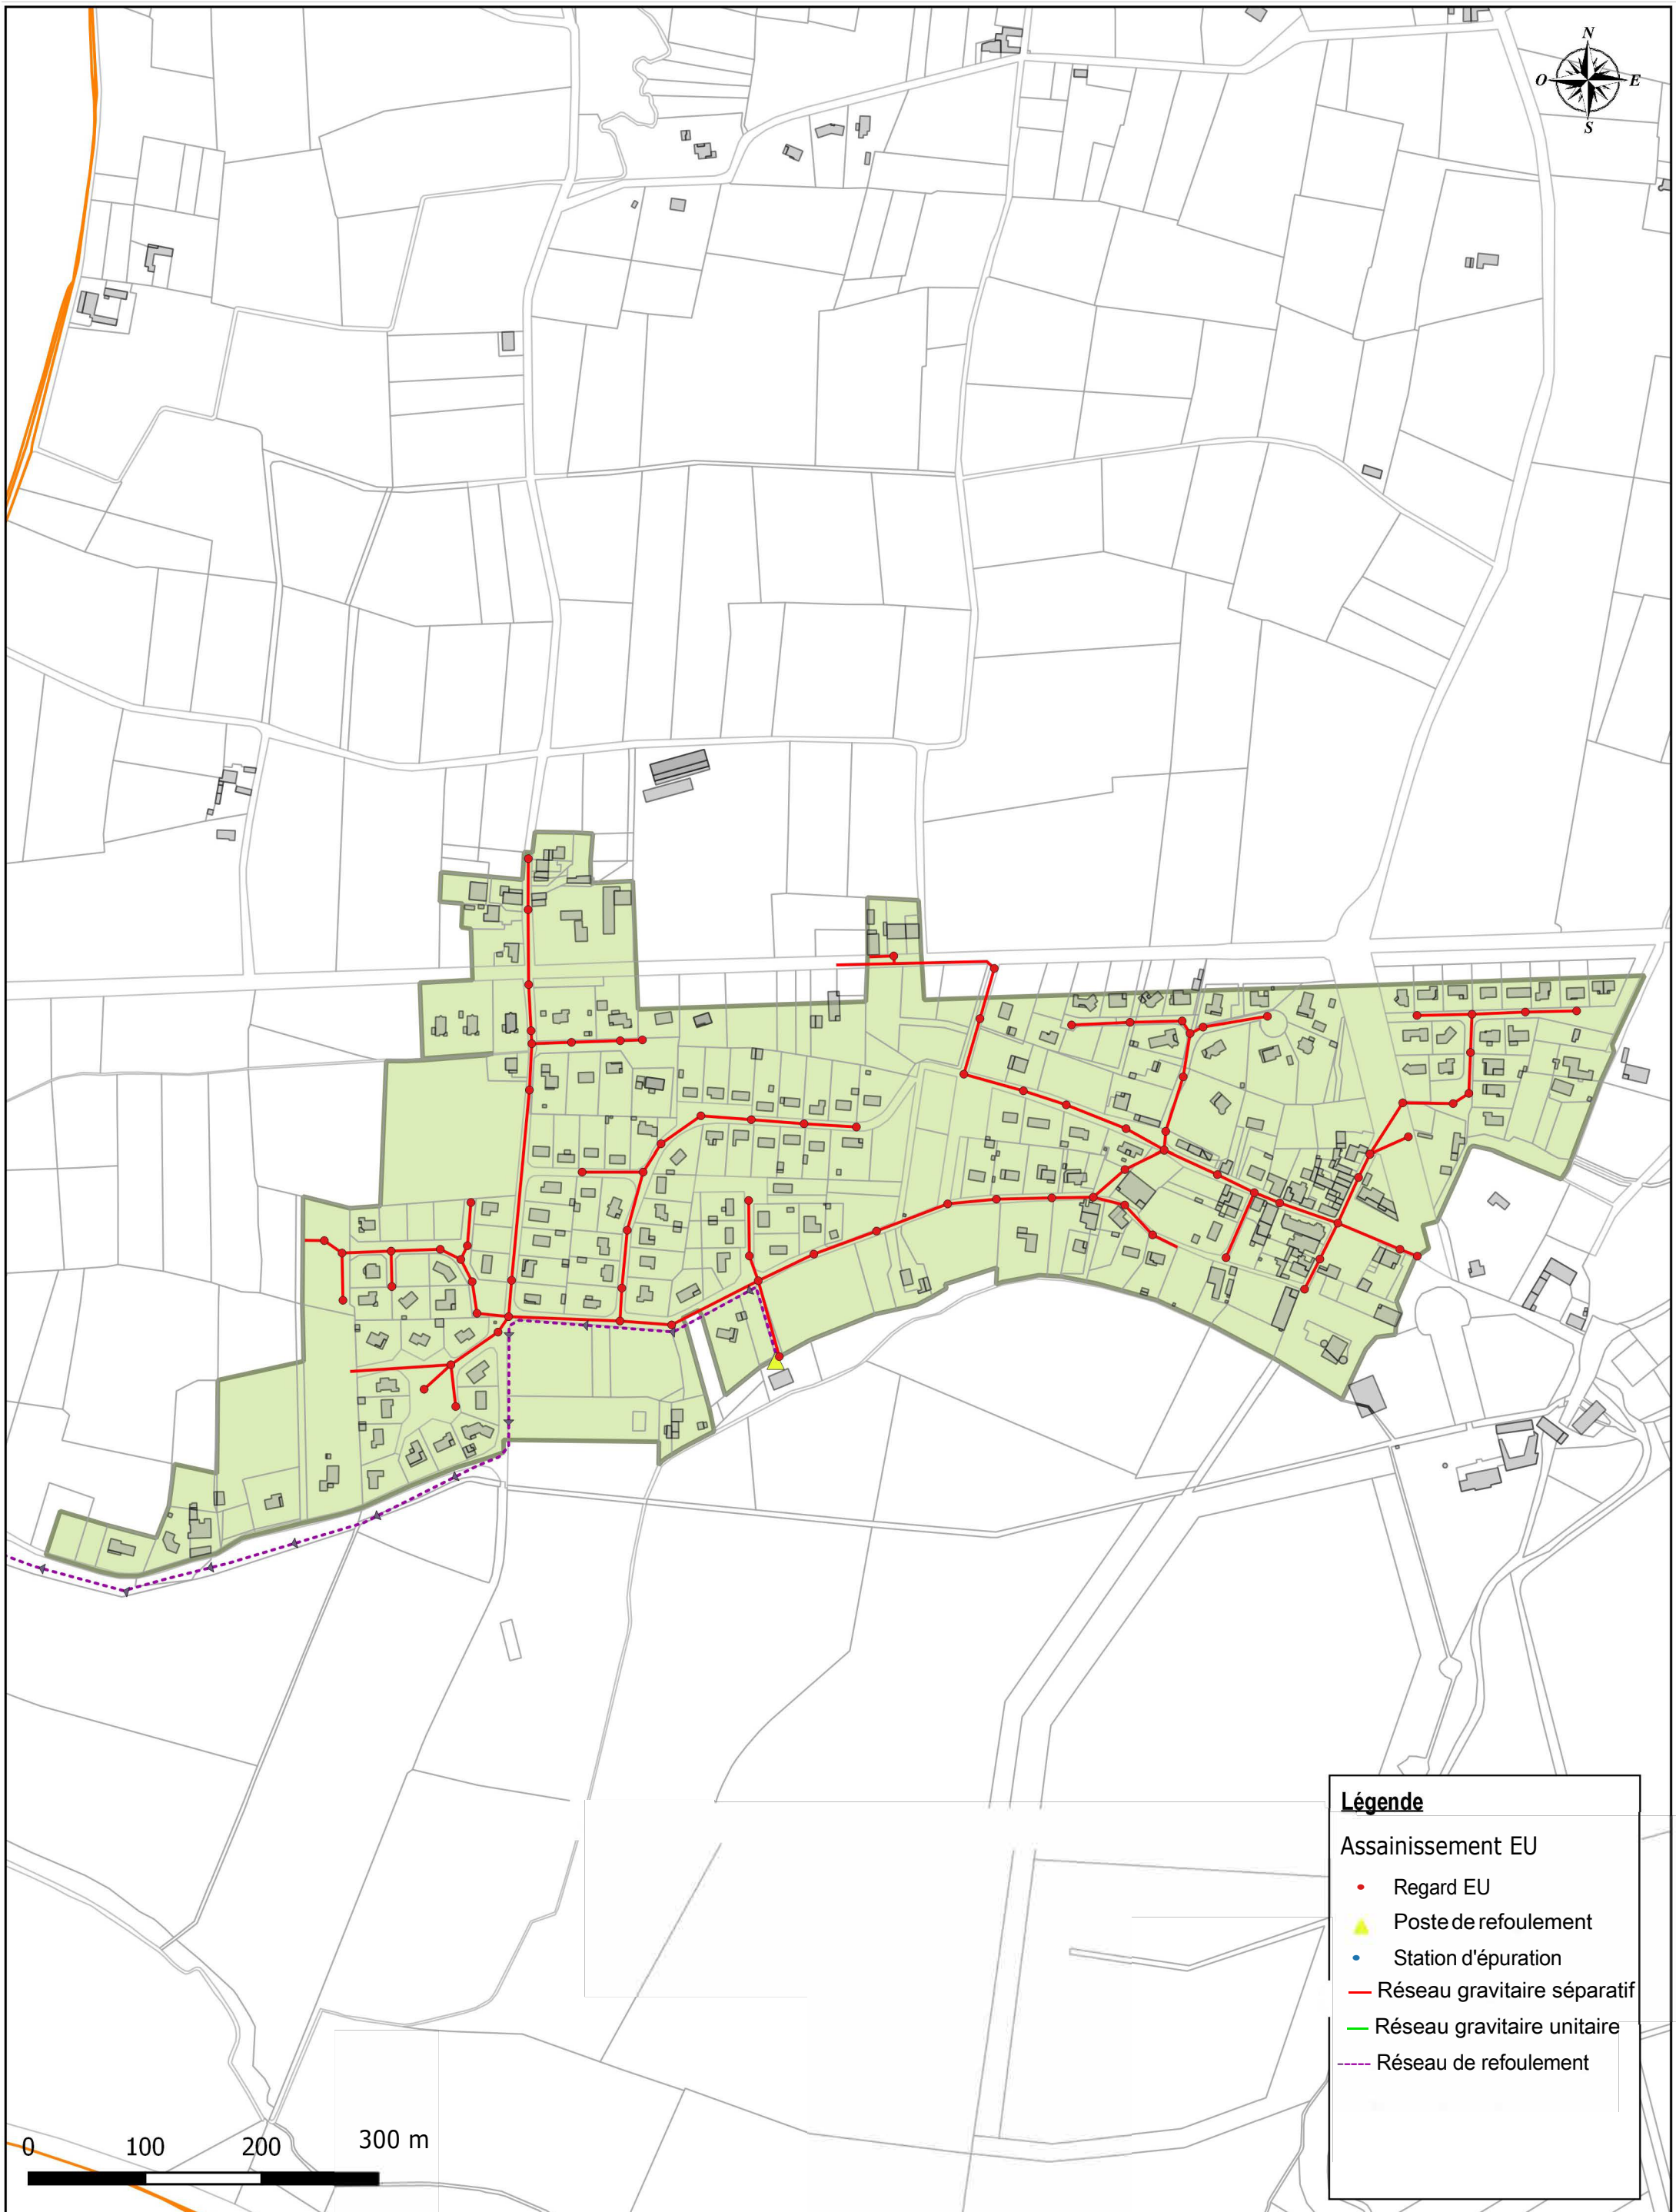 N
O E
S
Légende
Assainissement EU
Regard EU
Poste de refoulement
Station d'épuration
Réseau gravitaire séparatif
Réseau gravitaire unitaire
Réseau de refoulement
0 100 200 300 m